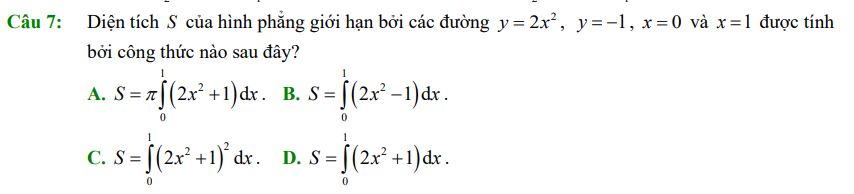 Câu 7: Diện tích S của hình phẳng giới hạn bởi các đường y = 2x², y = −1, x = 0 và x = 1 được tính
bởi công thức nào sau đây?
A. S = π∫₀¹(2x² + 1)dx. B. S = ∫₀¹(2x² − 1)dx.
C. S = ∫₀¹(2x² + 1)² dx. D. S = ∫₀¹(2x² + 1)dx.